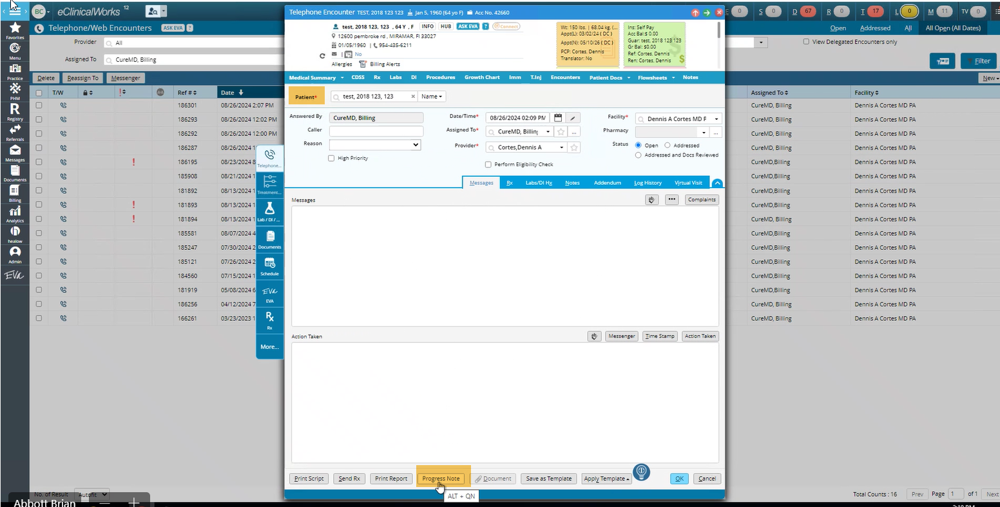 BC eClinicalWorks 12
E 0 S 0 D 67 R 0 T 17 L 0 M 11 TV 0
Telephone/Web Encounters ASK EVA ?
Open Addressed All All Open (All Dates)
Provider All
View Delegated Encounters only
Assigned To CureMD, Billing
Filter
Delete Reassign To Messenger
New
T/W Ref # Date Assigned To Facility
186301 08/26/2024 2:07 PM CureMD, Billing Dennis A Cortes MD PA
186293 08/26/2024 12:02 PM CureMD, Billing Dennis A Cortes MD PA
186292 08/26/2024 12:00 PM CureMD, Billing Dennis A Cortes MD PA
186287 08/26/2024 1 CureMD,Billing Dennis A Cortes MD PA
186195 08/23/2024 8 CureMD,Billing Dennis A Cortes MD PA
185908 08/21/2024 1 CureMD,Billing Dennis A Cortes MD PA
181892 08/13/2024 1 CureMD,Billing Dennis A Cortes MD PA
181893 08/13/2024 1 CureMD,Billing Dennis A Cortes MD PA
181894 08/13/2024 1 CureMD,Billing Dennis A Cortes MD PA
185581 08/07/2024 4 CureMD,Billing Dennis A Cortes MD PA
185247 07/30/2024 2 CureMD,Billing Dennis A Cortes MD PA
185121 07/26/2024 2 CureMD,Billing Dennis A Cortes MD PA
184560 07/15/2024 1 CureMD,Billing Dennis A Cortes MD PA
181919 05/08/2024 6 CureMD,Billing Dennis A Cortes MD PA
186256 04/12/2024 7 CureMD, Billing Dennis A Cortes MD PA
166261 03/23/2023 1 CureMD, Billing Dennis A Cortes MD PA
Favorites
Menu
Practice
PHM
Registry
Referrals
Messages
Documents
Billing
Analytics
healow
Admin
EVA
Telephone...
Treatment...
Lab / DI / ...
Documents
Schedule
EVA
EVA
Rx
Rx
More...
Telephone Encounter TEST, 2018 123 123 Jan 5, 1960 (64 yo F) Acc No. 42660
test, 2018 123, 123 , 64 Y , F INFO HUB ASK EVA ? Connect
12600 pembroke rd , MIRAMAR, Fl 33027
01/05/1960 | 954-435-6211
| No
Allergies Billing Alerts
Wt: 150 lbs. | 68.04 kg. (...
Appt(L): 03/02/24 ( DC )
Appt(N): 05/10/26 ( DC )
PCP: Cortes, Dennis
Translator: No
Ins: Self Pay
Acc Bal:$ 0.00
Guar: test, 2018 123 123
Gr Bal: $0.00
Ref: Cortes, Dennis
Ren: Cortes, Dennis
Medical Summary CDSS Rx Labs DI Procedures Growth Chart Imm T.Inj Encounters Patient Docs Flowsheets Notes
Patient* test, 2018 123, 123 × Name
Answered By CureMD, Billing Date/Time* 08/26/2024 02:09 PM Facility* Dennis A Cortes MD P
Caller Assigned To* CureMD, Billing ... Pharmacy ...
Reason Provider* Cortes,Dennis A Status Open Addressed
Addressed and Docs Reviewed
High Priority Perform Eligibility Check
Messages Rx Labs/DI Hx Notes Addendum Log History Virtual Visit
Messages ... Complaints
Action Taken Messenger Time Stamp Action Taken
Print Script Send Rx Print Report Progress Note Document Save as Template Apply Template OK Cancel
ALT + QN
No. of Result Autofit
Total Counts : 16 Prev Page 1 of 1 Next
Abbott Brian
2:10 PM